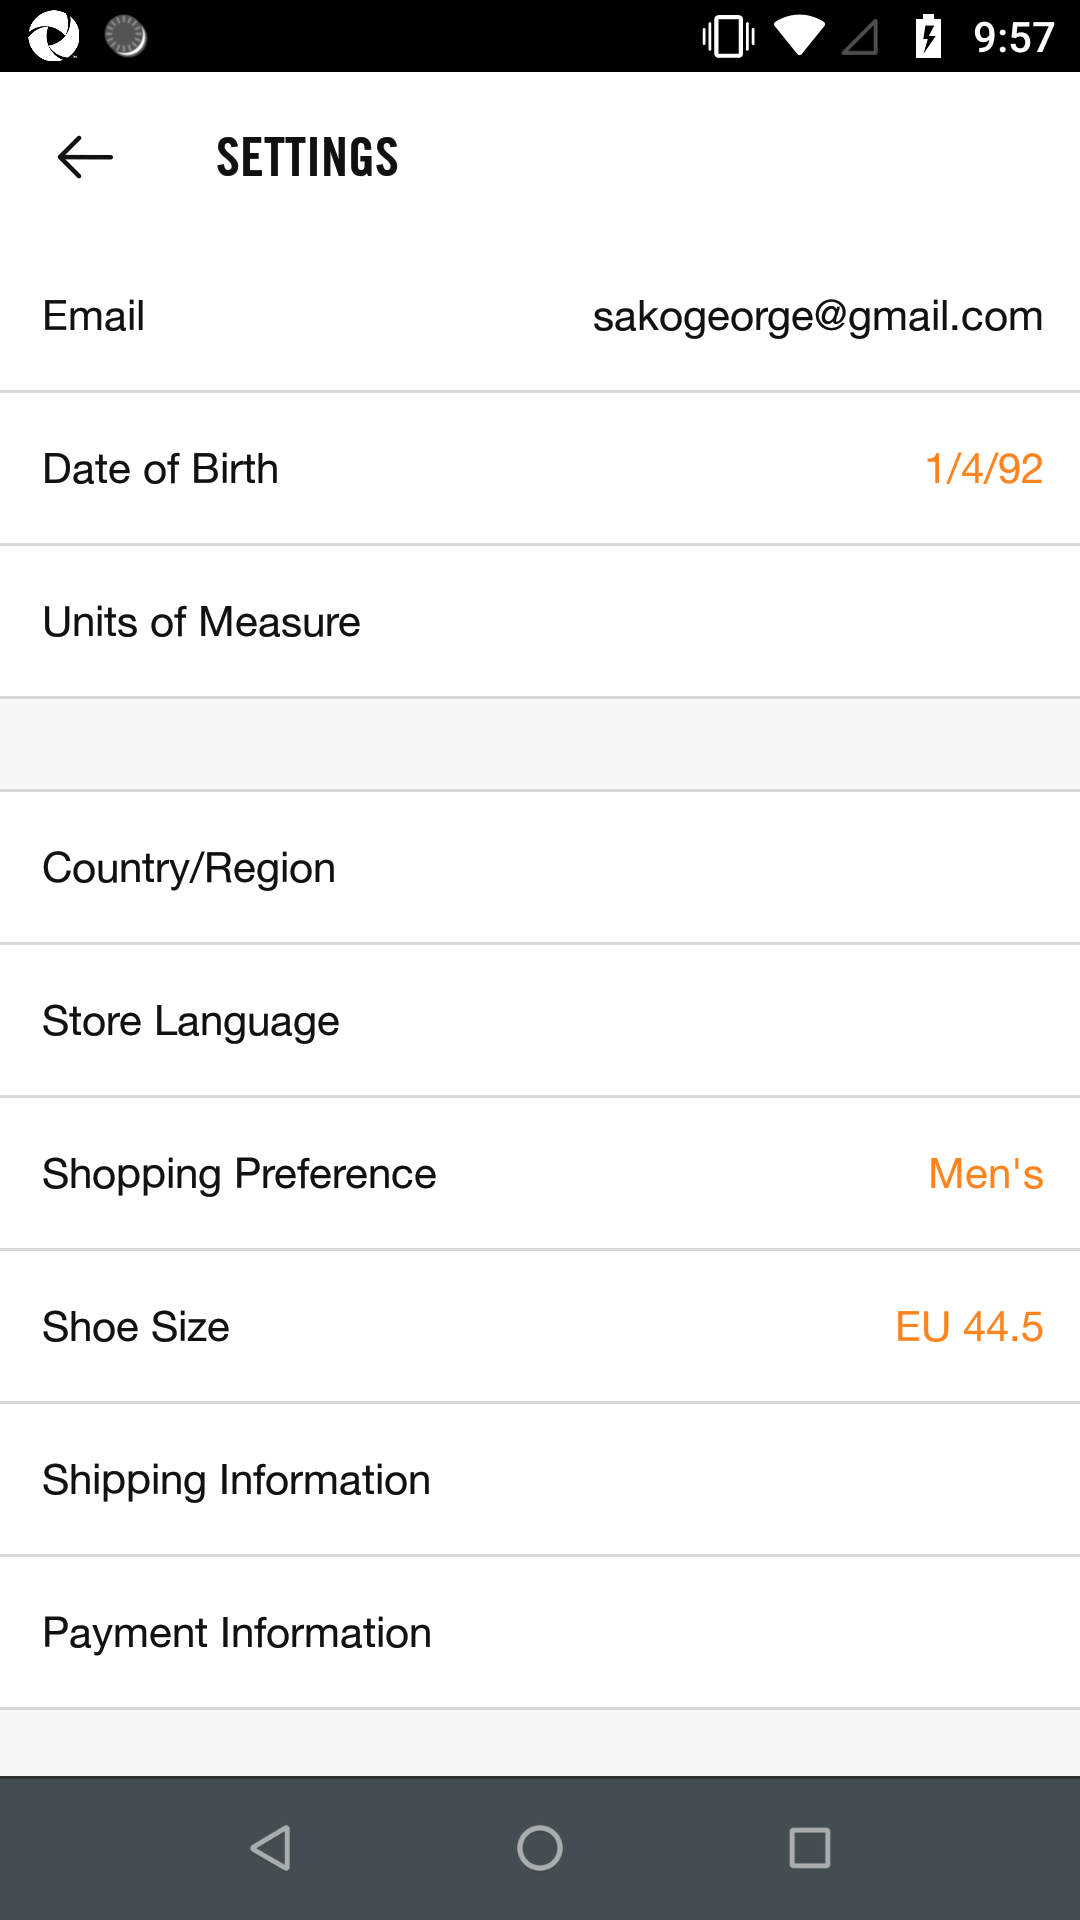 9:57
SETTINGS
Email sakogeorge@gmail.com
Date of Birth 1/4/92
Units of Measure
Country/Region
Store Language
Shopping Preference Men's
Shoe Size EU 44.5
Shipping Information
Payment Information